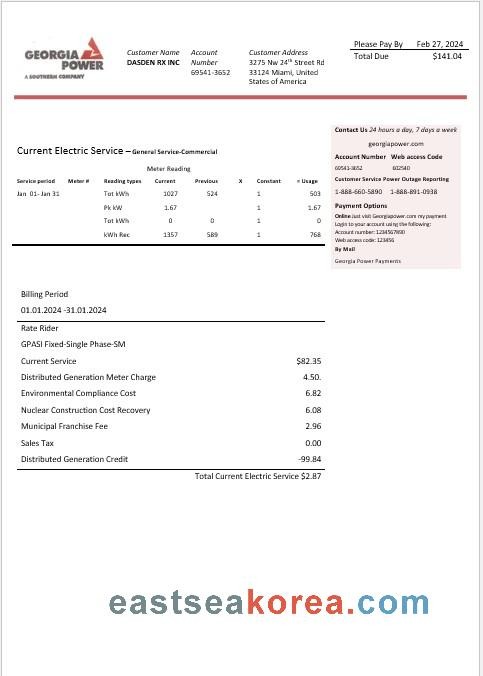 GEORGIA
POWER
A SOUTHERN COMPANY
Customer Name
DASDEN RX INC
Account
Number
69541-3652
Customer Address
3275 Nw 24th Street Rd
33124 Miami, United
States of America
Please Pay By Feb 27, 2024
Total Due $141.04
Current Electric Service – General Service-Commercial
Meter Reading
Service period Meter # Reading types Current Previous X Constant = Usage
Jan 01- Jan 31 Tot kWh 1027 524 1 503
Pk kW 1.67 1 1.67
Tot kWh 0 0 1 0
kWh Rec 1357 589 1 768
Contact Us 24 hours a day, 7 days a week
georgiapower.com
Account Number Web access Code
69541-3652 602540
Customer Service Power Outage Reporting
1-888-660-5890 1-888-891-0938
Payment Options
Online Just visit Georgiapower.com my payment
Login to your account using the following:
Account number: 1234567890
Web access code: 123456
By Mail
Georgia Power Payments
Billing Period
01.01.2024 -31.01.2024
Rate Rider
GPASI Fixed-Single Phase-SM
Current Service $82.35
Distributed Generation Meter Charge 4.50.
Environmental Compliance Cost 6.82
Nuclear Construction Cost Recovery 6.08
Municipal Franchise Fee 2.96
Sales Tax 0.00
Distributed Generation Credit -99.84
Total Current Electric Service $2.87
eastseakorea.com